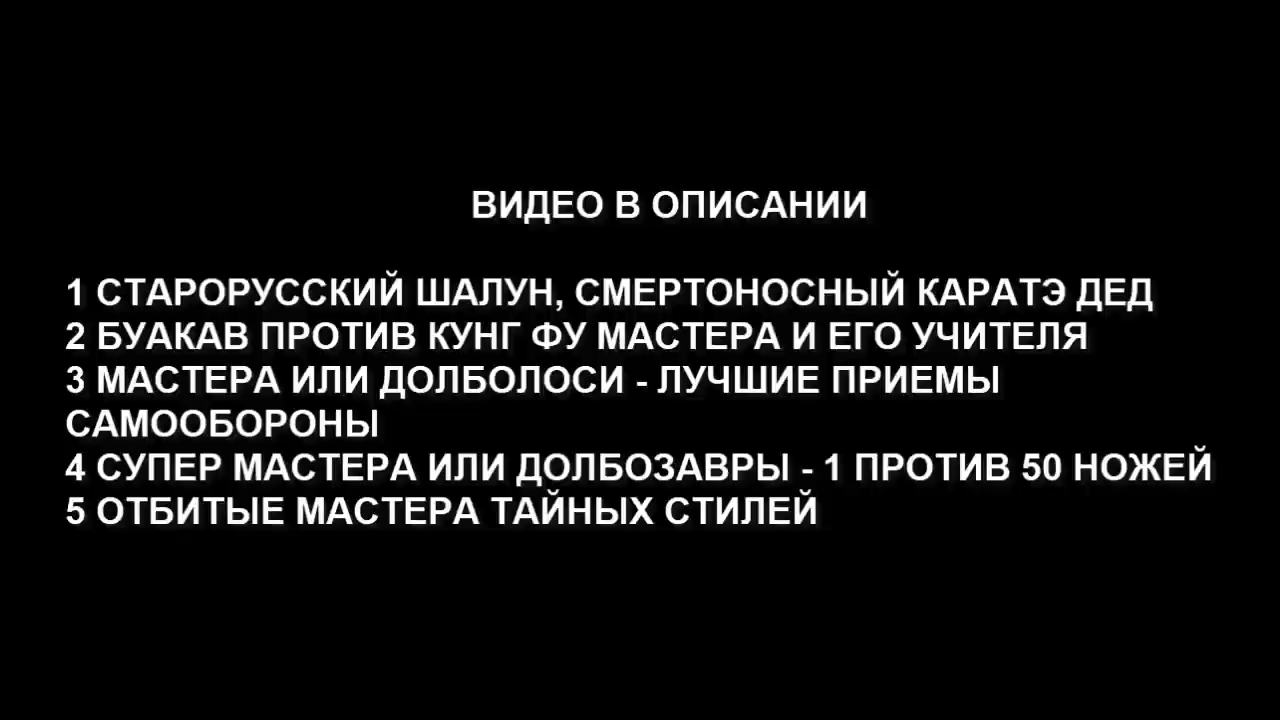 ВИДЕО В ОПИСАНИИ
1 СТАРОРУССКИЙ ШАЛУН, СМЕРТОНОСНЫЙ КАРАТЭ ДЕД
2 БУАКАВ ПРОТИВ КУНГ ФУ МАСТЕРА И ЕГО УЧИТЕЛЯ
3 МАСТЕРА ИЛИ ДОЛБОЛОСИ - ЛУЧШИЕ ПРИЕМЫ
САМООБОРОНЫ
4 СУПЕР МАСТЕРА ИЛИ ДОЛБОЗАВРЫ - 1 ПРОТИВ 50 НОЖЕЙ
5 ОТБИТЫЕ МАСТЕРА ТАЙНЫХ СТИЛЕЙ